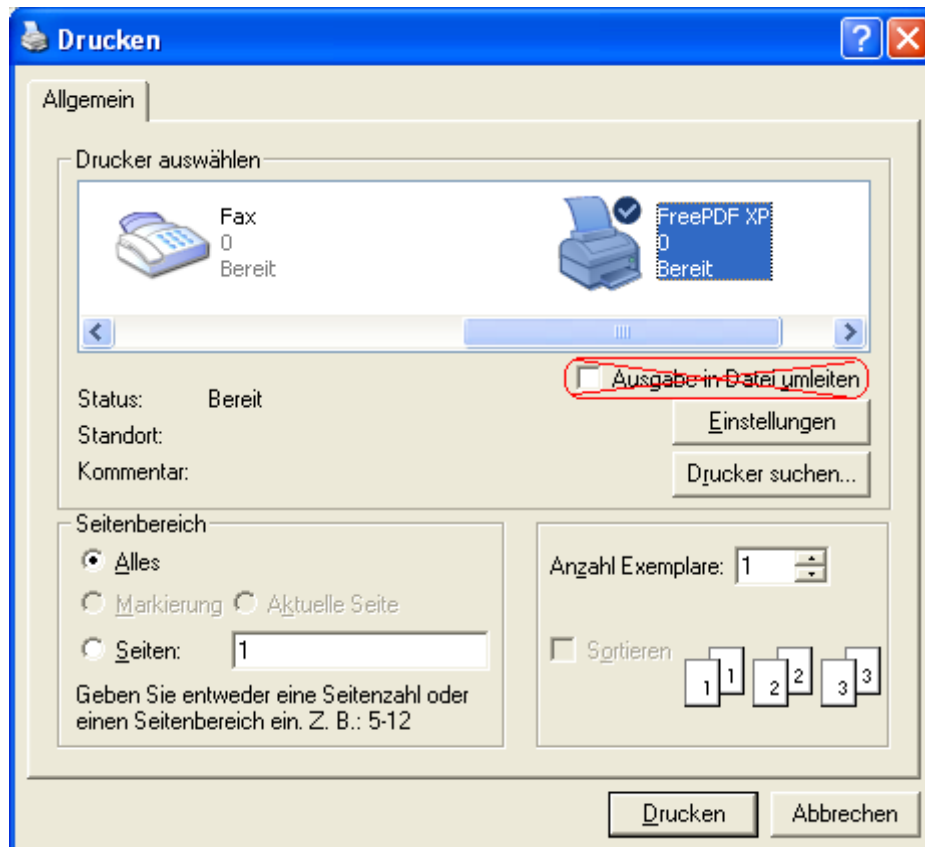 Drucken
Allgemein
Drucker auswählen
Fax
0
Bereit
FreePDF XP
0
Bereit
Ausgabe in Datei umleiten
Status: Bereit
Einstellungen
Standort:
Kommentar:
Drucker suchen...
Seitenbereich
Alles
Markierung Aktuelle Seite
Seiten: 1
Geben Sie entweder eine Seitenzahl oder
einen Seitenbereich ein. Z. B.: 5-12
Anzahl Exemplare: 1
Sortieren
1 1 2 2 3 3
Drucken Abbrechen